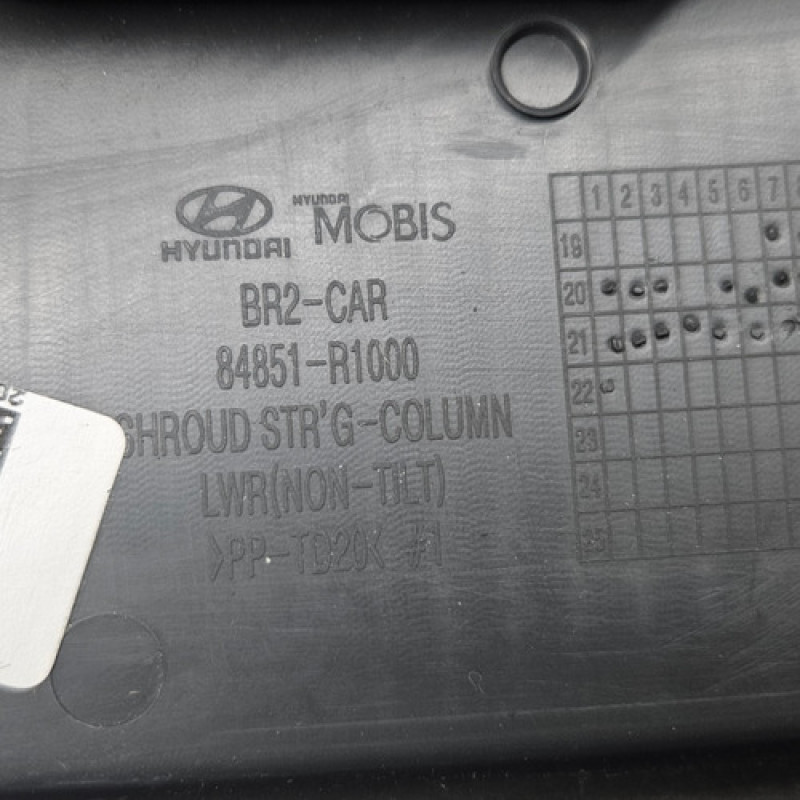 HYUNDAI
HYUNDAI
MOBIS
BR2-CAR
84851-R1000
SHROUD STR'G-COLUMN
LWR(NON-TILT)
>PP-TD20< #1
1 2 3 4 5 6 7
19
20
21
22
23
24
25